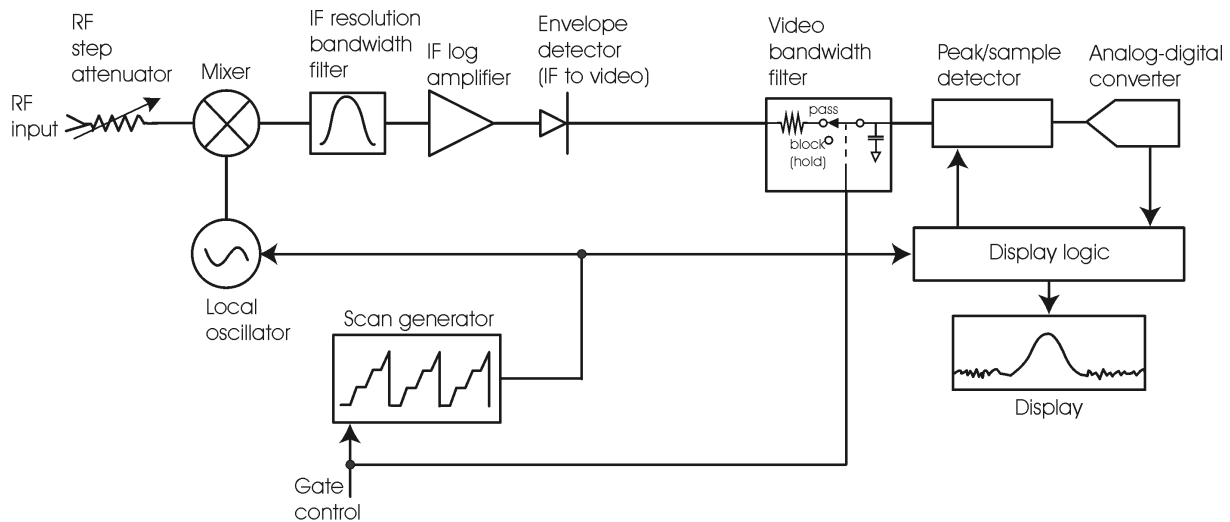 RF
step
attenuator
Mixer
IF resolution
bandwidth
filter
IF log
amplifier
Envelope
detector
(IF to video)
Video
bandwidth
filter
Peak/sample
detector
Analog-digital
converter
RF
input
pass
block
(hold)
Display logic
Local
oscillator
Scan generator
Display
Gate
control